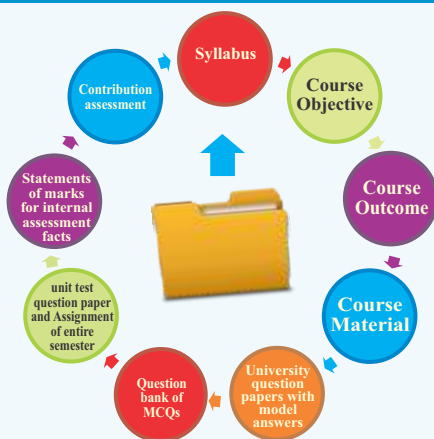 Syllabus
Course
Objective
Course
Outcome
Course
Material
University
question
papers with
model
answers
Question
bank of
MCQs
unit test
question paper
and Assignment
of entire
semester
Statements
of marks
for internal
assessment
facts
Contribution
assessment